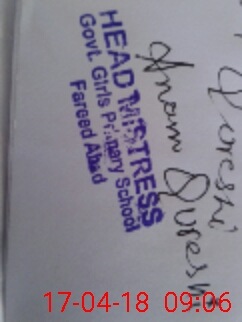 Qureshi
Anam Qureshi
HEAD MISTRESS
Govt. Girls Primary School
Fareed Abad
17-04-18 09:06